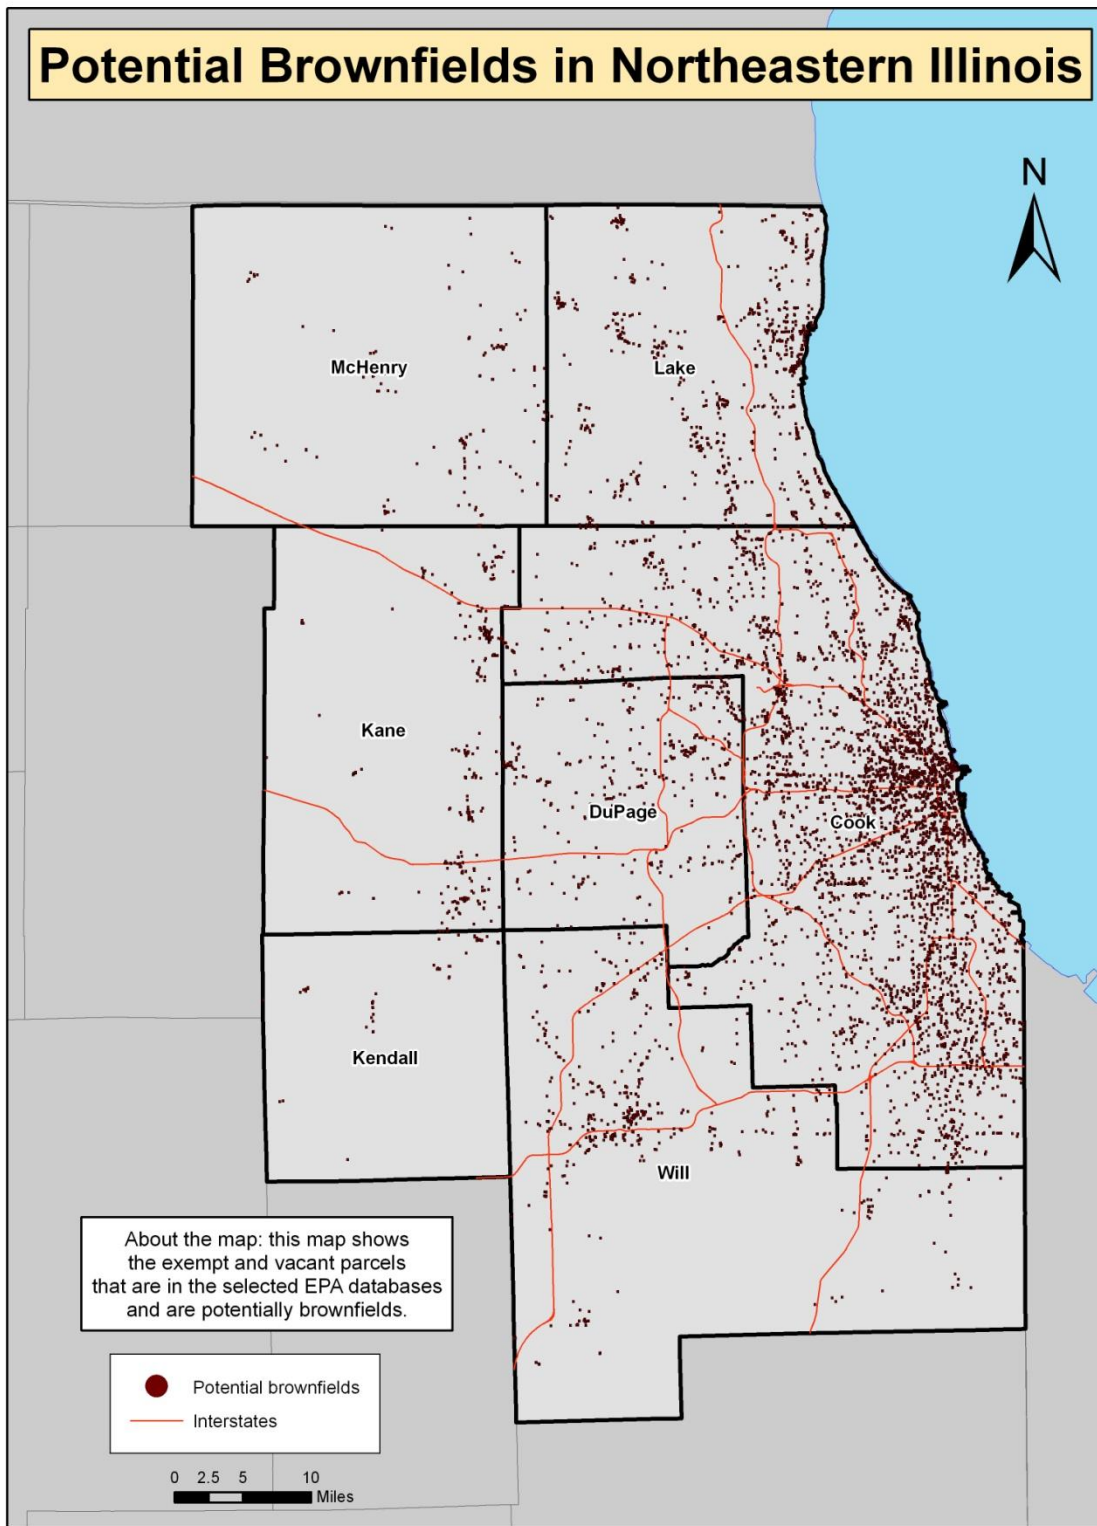 Potential Brownfields in Northeastern Illinois
N
McHenry
Lake
Kane
DuPage
Cook
Kendall
Will
About the map: this map shows
the exempt and vacant parcels
that are in the selected EPA databases
and are potentially brownfields.
Potential brownfields
Interstates
0 2.5 5 10
Miles